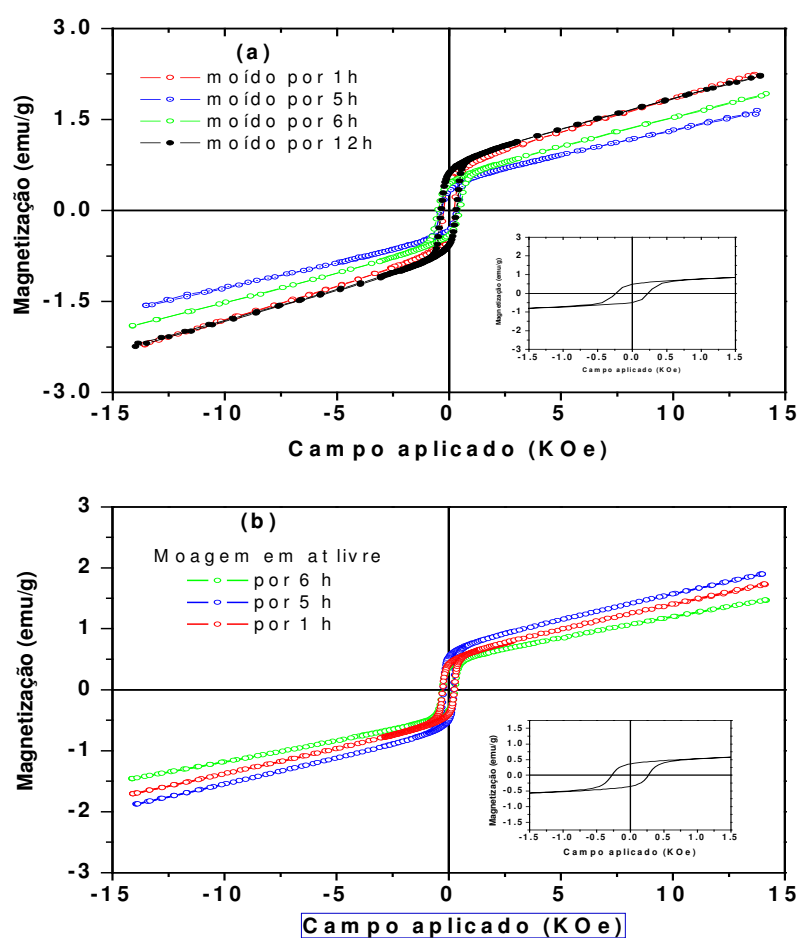 (a)
moído por 1h
moído por 5h
moído por 6h
moído por 12h
Magnetização (emu/g)
3.0
1.5
0.0
-1.5
-3.0
-15 -10 -5 0 5 10 15
Campo aplicado (KOe)
Magnetização (emu/g)
3
2
1
0
-1
-2
-3
-1.5 -1.0 -0.5 0.0 0.5 1.0 1.5
Campo aplicado (KOe)
(b)
Moagem em at livre
por 6 h
por 5 h
por 1 h
Magnetização (emu/g)
3
2
1
0
-1
-2
-3
-15 -10 -5 0 5 10 15
Campo aplicado (KOe)
Magnetização (emu/g)
1.5
1.0
0.5
0.0
-0.5
-1.0
-1.5
-1.5 -1.0 -0.5 0.0 0.5 1.0 1.5
Campo aplicado (KOe)